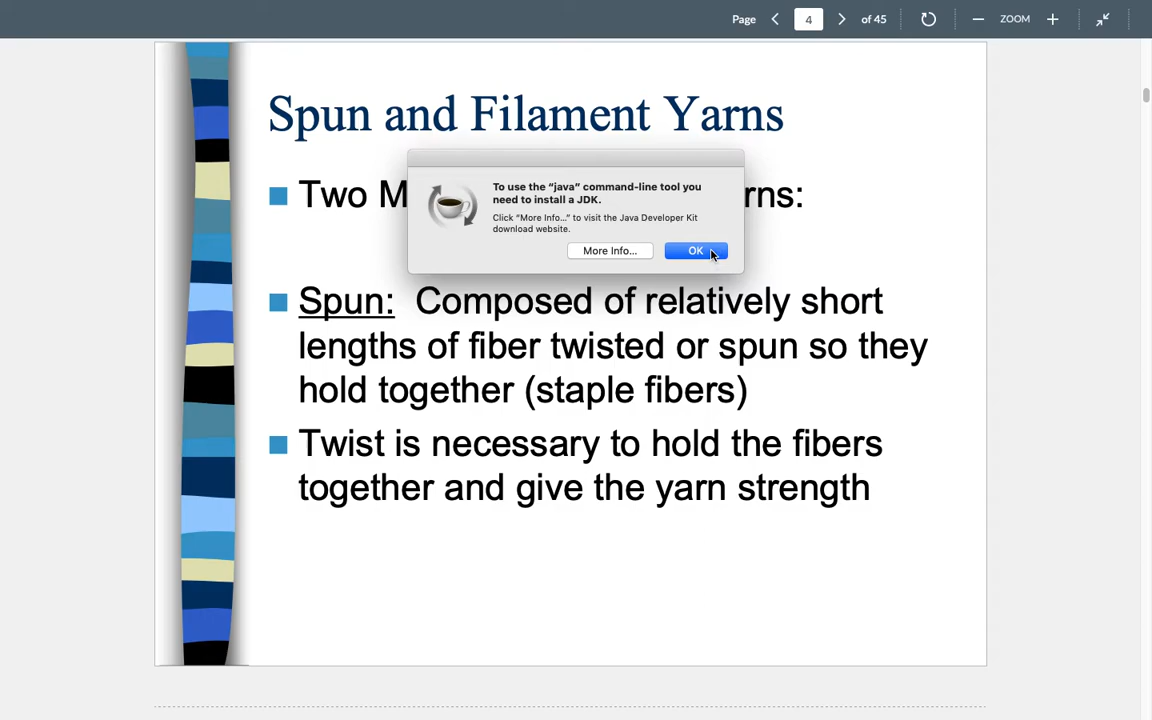 Page 4 of 45 ZOOM
Spun and Filament Yarns
To use the “java” command-line tool you
need to install a JDK.
Click “More Info...” to visit the Java Developer Kit
download website.
More Info... OK
Two M rns:
Spun: Composed of relatively short
lengths of fiber twisted or spun so they
hold together (staple fibers)
Twist is necessary to hold the fibers
together and give the yarn strength